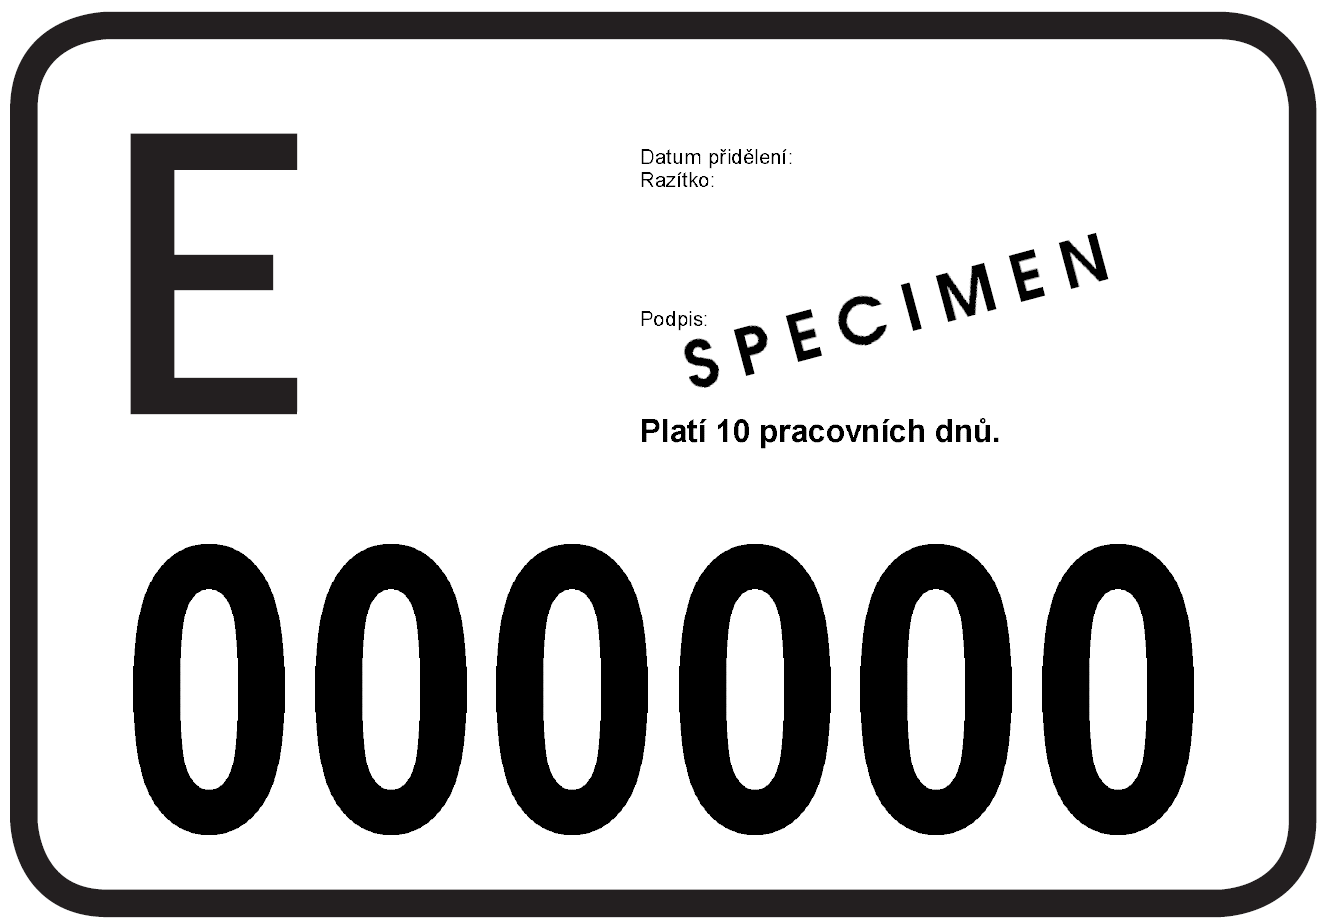 E
Datum přidělení:
Razítko:
Podpis:
SPECIMEN
Platí 10 pracovních dnů.
000000